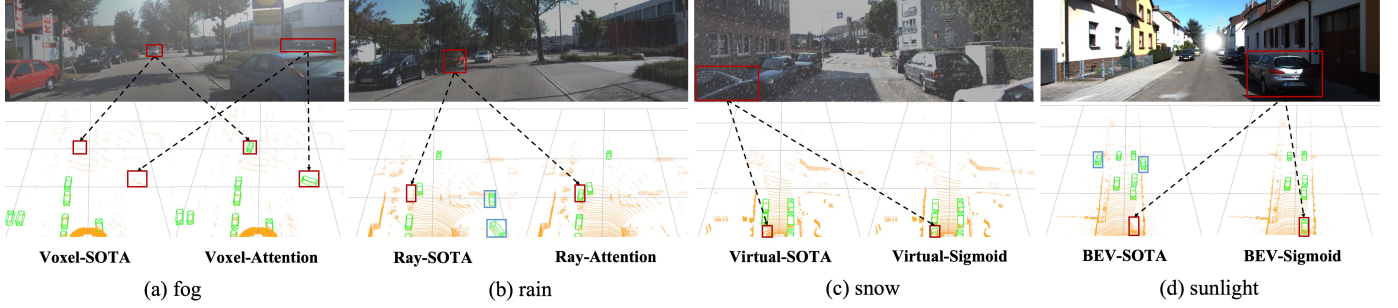 Voxel-SOTA Voxel-Attention Ray-SOTA Ray-Attention Virtual-SOTA Virtual-Sigmoid BEV-SOTA BEV-Sigmoid
(a) fog (b) rain (c) snow (d) sunlight